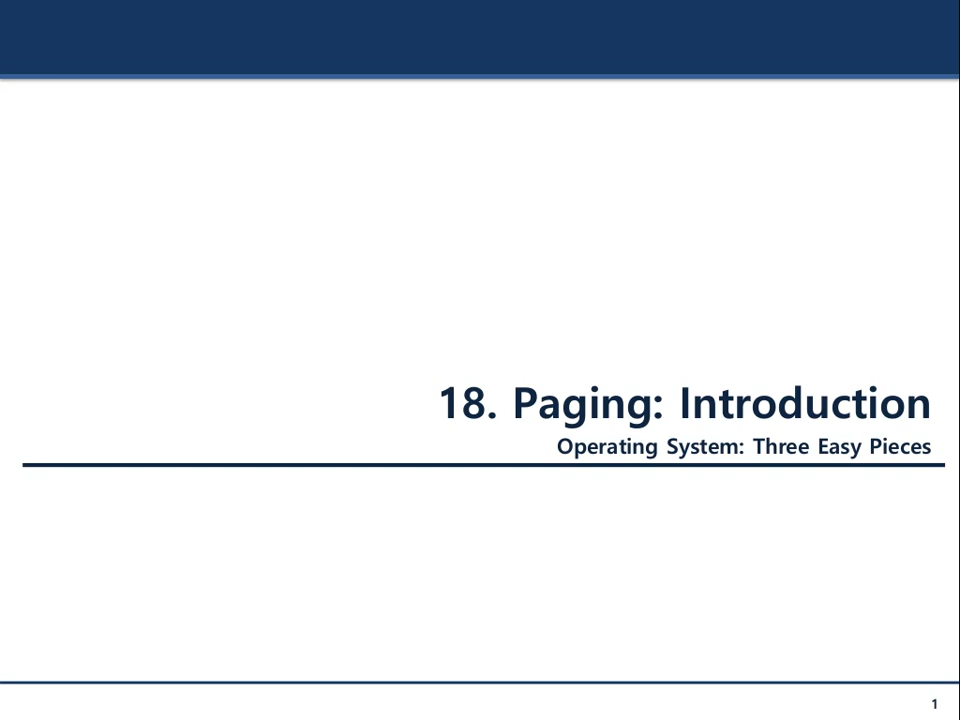 18. Paging: Introduction
Operating System: Three Easy Pieces
1